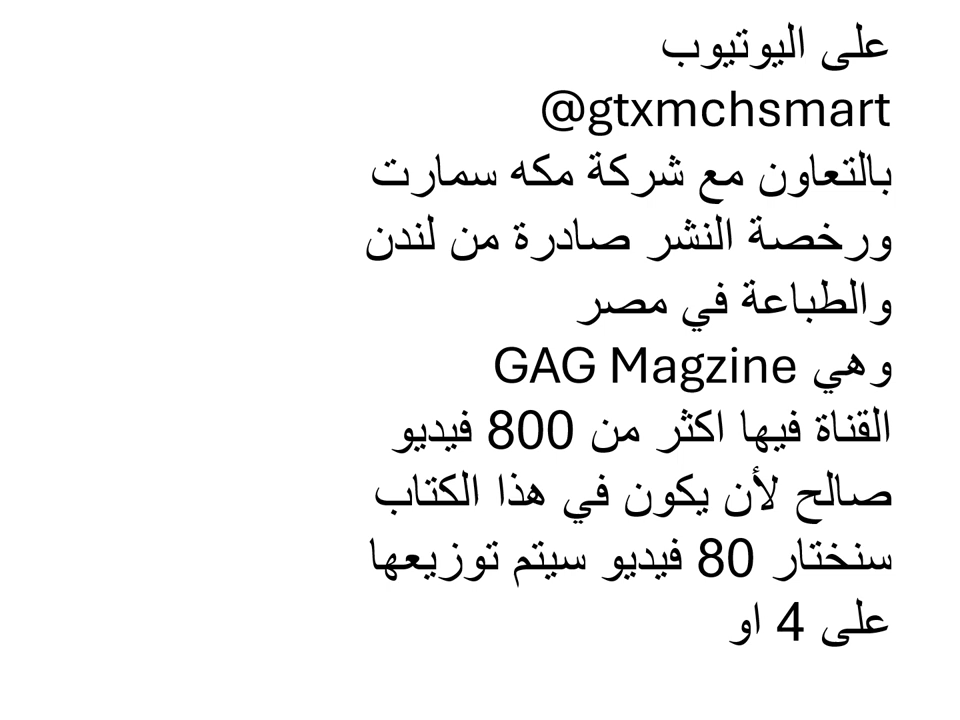 على اليوتيوب
@gtxmchsmart
بالتعاون مع شركة مكه سمارت
ورخصة النشر صادرة من لندن
والطباعة في مصر
وهي GAG Magzine
القناة فيها اكثر من 800 فيديو
صالح لأن يكون في هذا الكتاب
سنختار 80 فيديو سيتم توزيعها
على 4 او